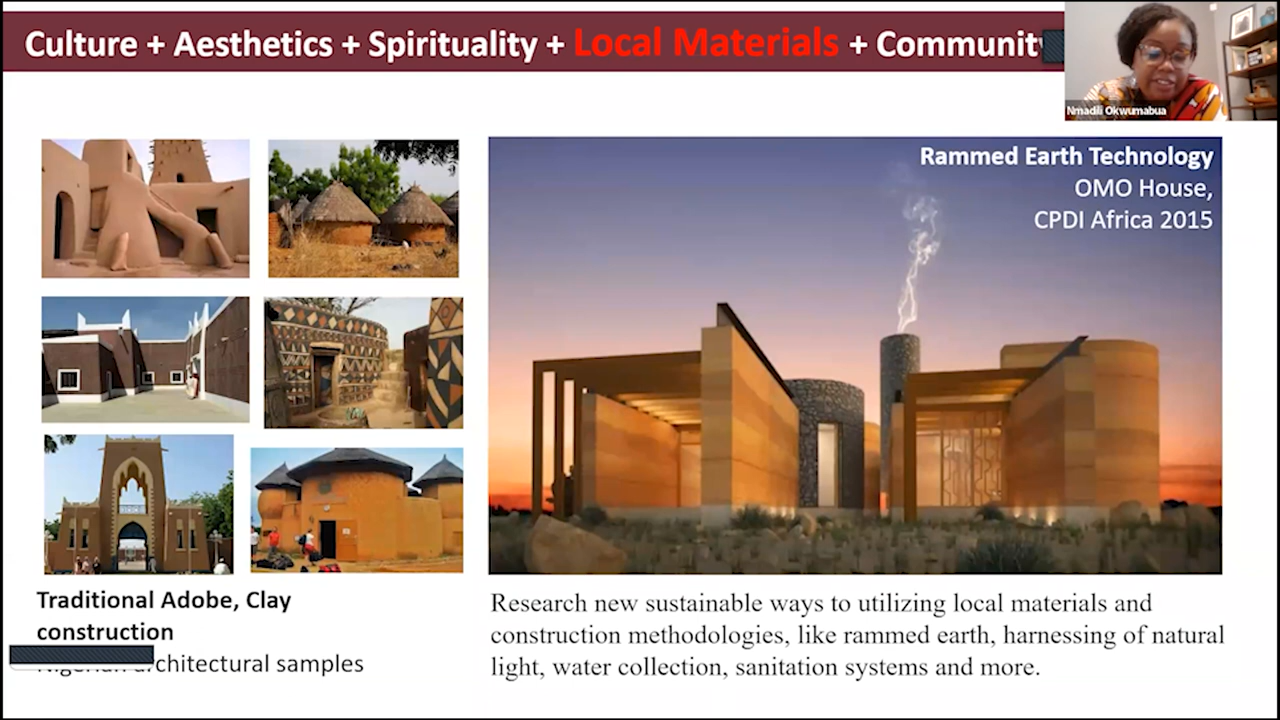 Culture + Aesthetics + Spirituality + Local Materials + Community
Nmadili Okwumabua
Rammed Earth Technology
OMO House,
CPDI Africa 2015
Traditional Adobe, Clay
construction
Nigerian architectural samples
Research new sustainable ways to utilizing local materials and
construction methodologies, like rammed earth, harnessing of natural
light, water collection, sanitation systems and more.